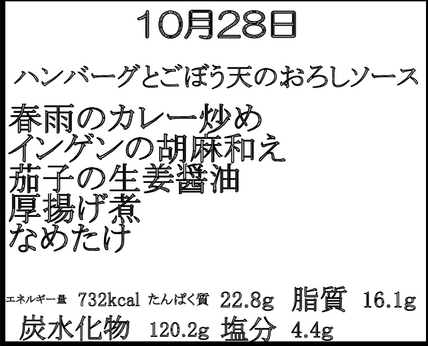 10月28日
ハンバーグとごぼう天のおろしソース
春雨のカレー炒め
インゲンの胡麻和え
茄子の生姜醤油
厚揚げ煮
なめたけ
エネルギー量 732kcal たんぱく質 22.8g 脂質 16.1g
炭水化物 120.2g 塩分 4.4g